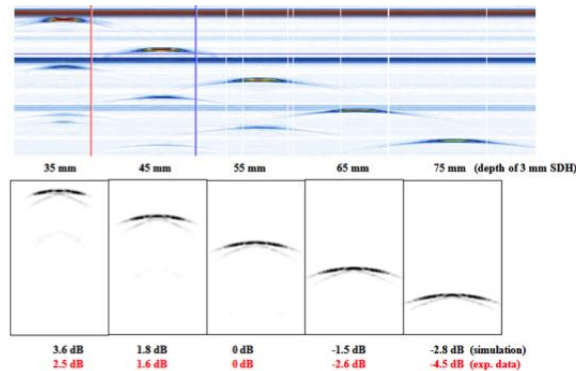 35 mm 45 mm 55 mm 65 mm 75 mm (depth of 3 mm SDH)
3.6 dB 1.8 dB 0 dB -1.5 dB -2.8 dB (simulation)
2.5 dB 1.6 dB 0 dB -2.6 dB -4.5 dB (exp. data)